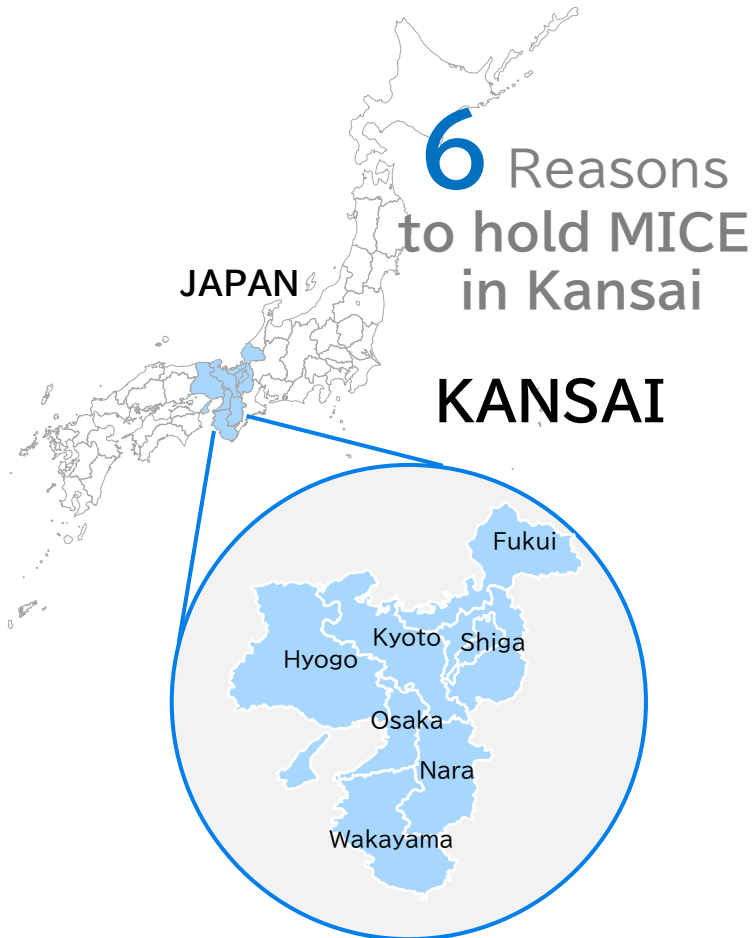 6 Reasons
to hold MICE
in Kansai
JAPAN
KANSAI
Fukui
Kyoto
Shiga
Hyogo
Osaka
Nara
Wakayama